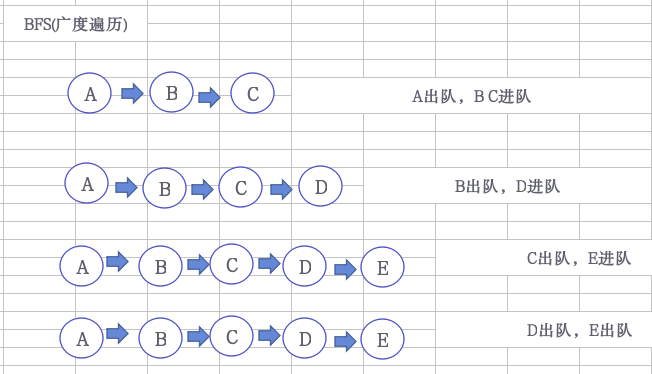 BFS(广度遍历)
A B C A出队，B C进队
A B C D B出队，D进队
A B C D E C出队，E进队
A B C D E D出队，E出队